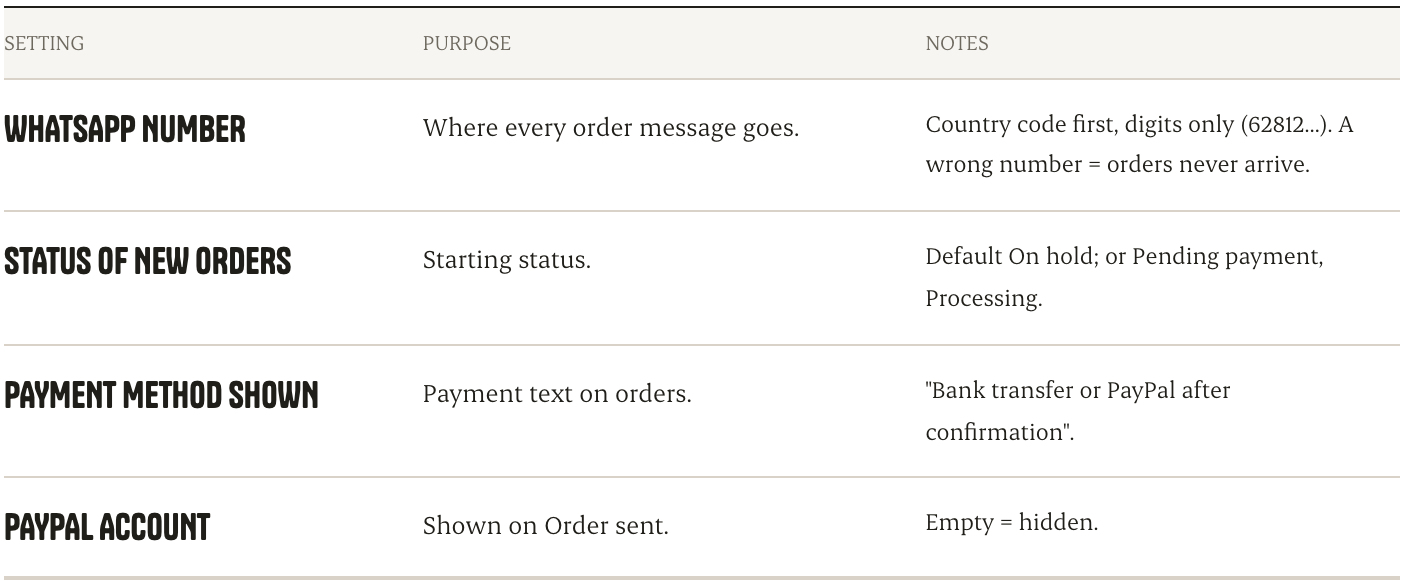 SETTING PURPOSE NOTES
WHATSAPP NUMBER Where every order message goes. Country code first, digits only (62812...). A
wrong number = orders never arrive.
STATUS OF NEW ORDERS Starting status. Default On hold; or Pending payment,
Processing.
PAYMENT METHOD SHOWN Payment text on orders. "Bank transfer or PayPal after
confirmation".
PAYPAL ACCOUNT Shown on Order sent. Empty = hidden.